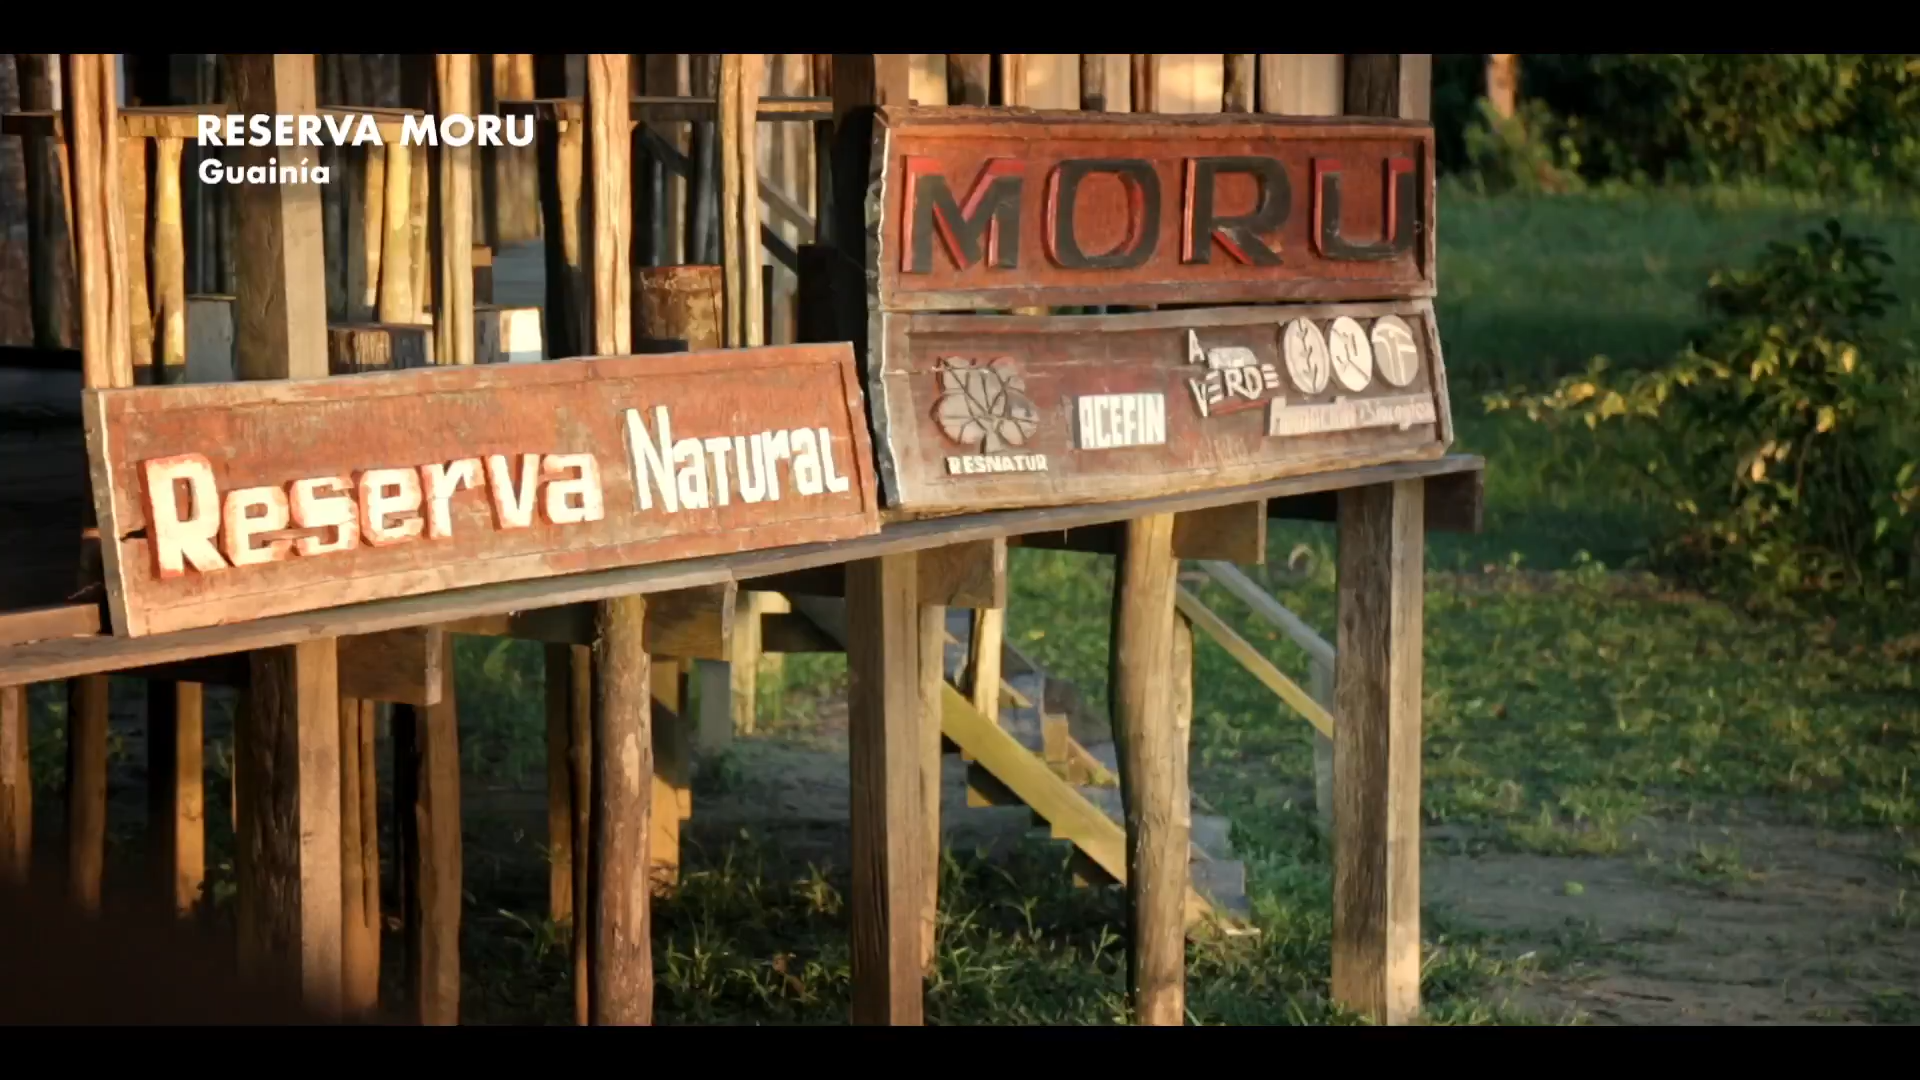 RESERVA MORU
Guainía
MORU
Reserva Natural
RESNATUR
ACEFIN
A
VERDE